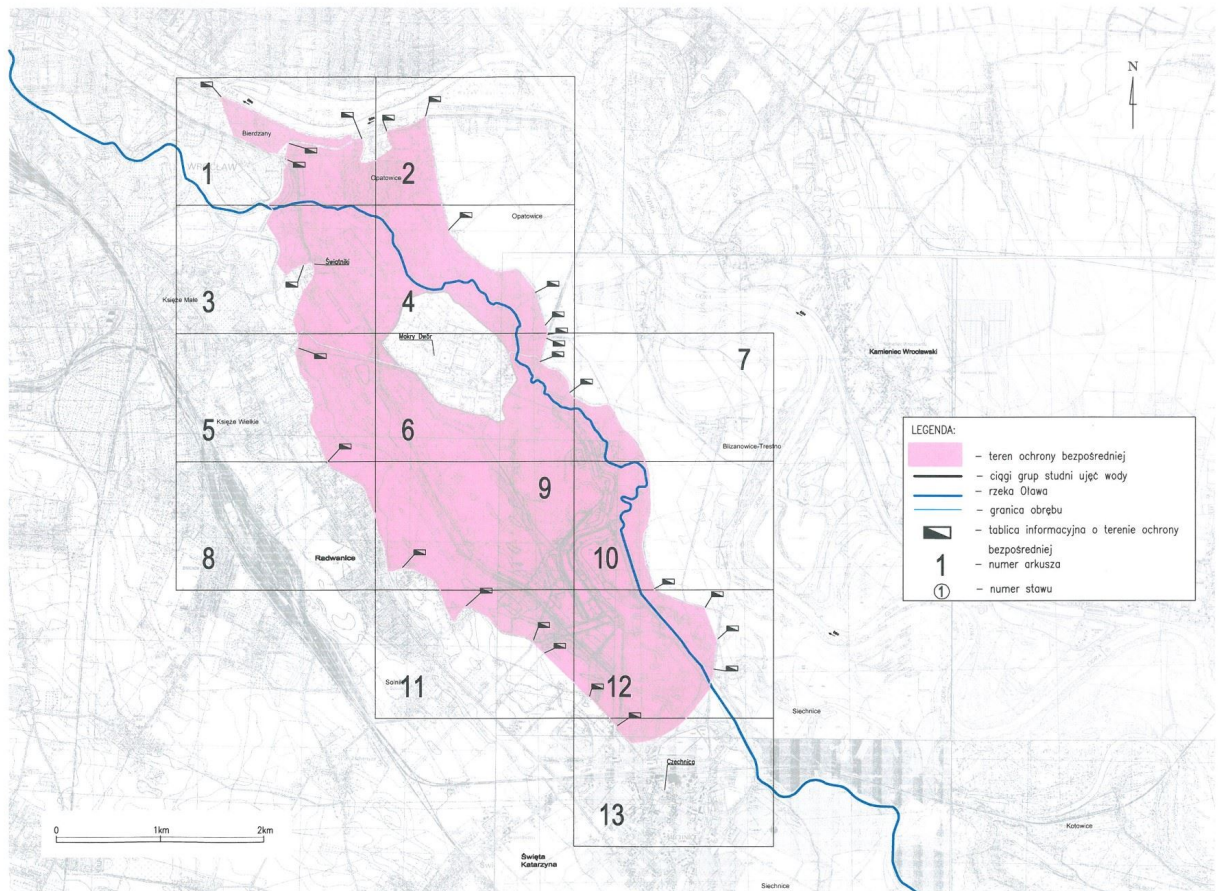 N
Bierdzany
WROCŁAW
1
2
Opatowice
Opatowice
Świątniki
Księże Małe
3
4
Mokry Dwór
7
Kamieniec Wrocławski
5
Księże Wielkie
6
Blizanowice-Trestno
9
8
Radwanice
10
11
12
Siechnice
Czechnica
13
Kotowice
Święta
Katarzyna
Siechnice
0
1km
2km
LEGENDA:
– teren ochrony bezpośredniej
– ciągi grup studni ujęć wody
– rzeka Oława
– granica obrębu
– tablica informacyjna o terenie ochrony
bezpośredniej
1 – numer arkusza
1 – numer stawu